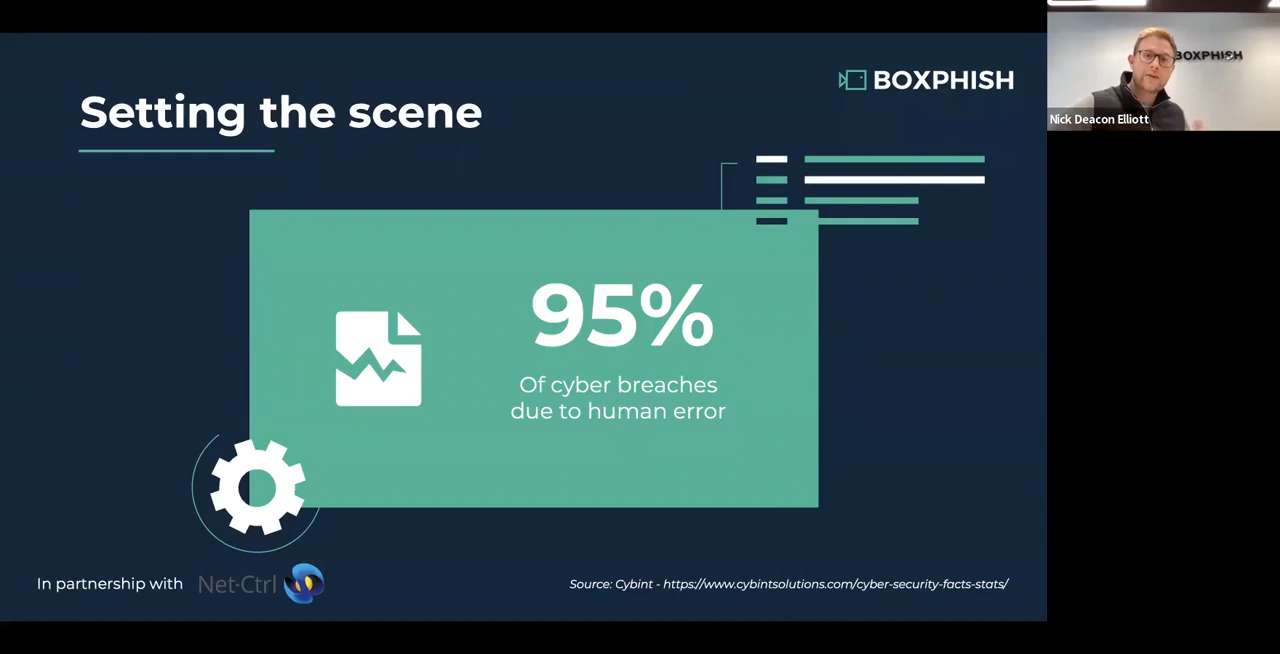 BOXPHISH
Setting the scene
BOXPHISH
Nick Deacon Elliott
95%
Of cyber breaches
due to human error
In partnership with Net-Ctrl
Source: Cybint - https://www.cybintsolutions.com/cyber-security-facts-stats/